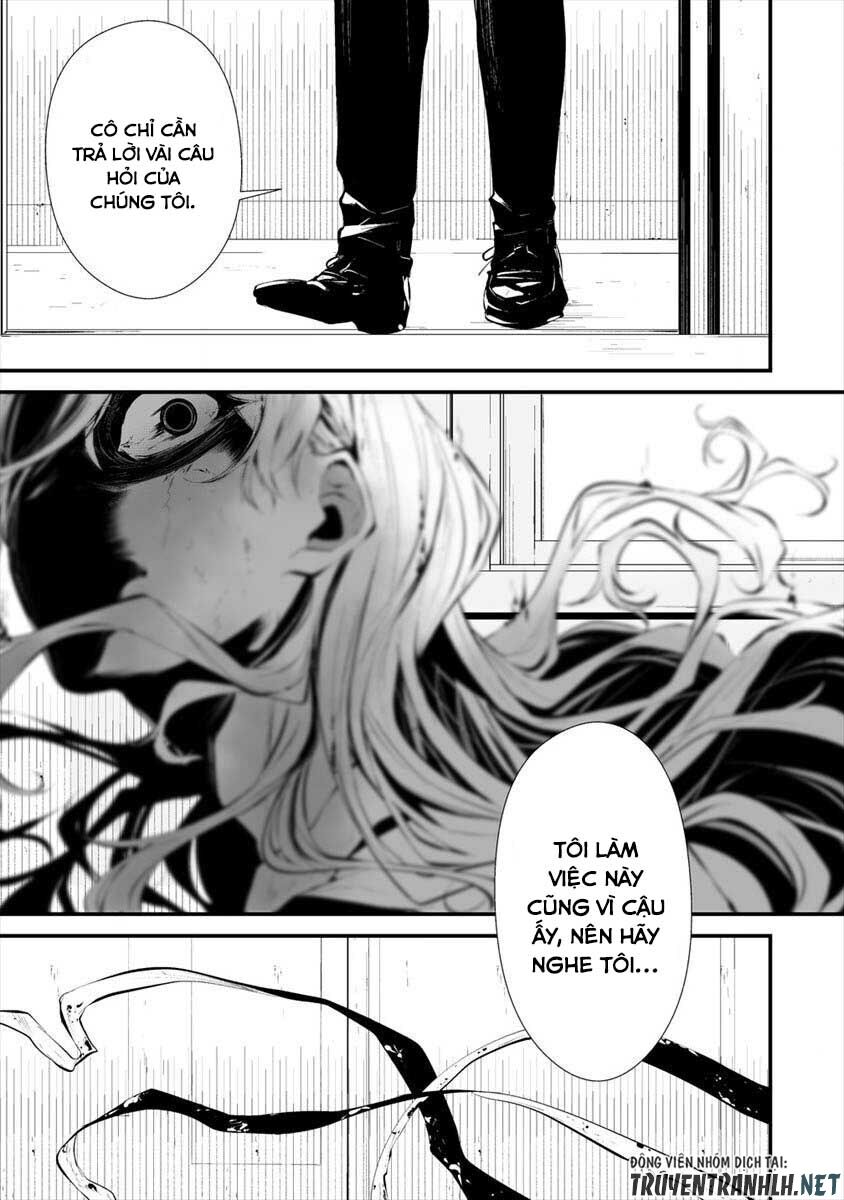 CÔ CHỈ CẦN
TRẢ LỜI VÀI CÂU
HỎI CỦA
CHÚNG TÔI.
TÔI LÀM
VIỆC NÀY
CŨNG VÌ CẬU
ẤY, NÊN HÃY
NGHE TÔI...
ĐỘNG VIÊN NHÓM DỊCH TẠI:
TRUYENTRANHLH.NET